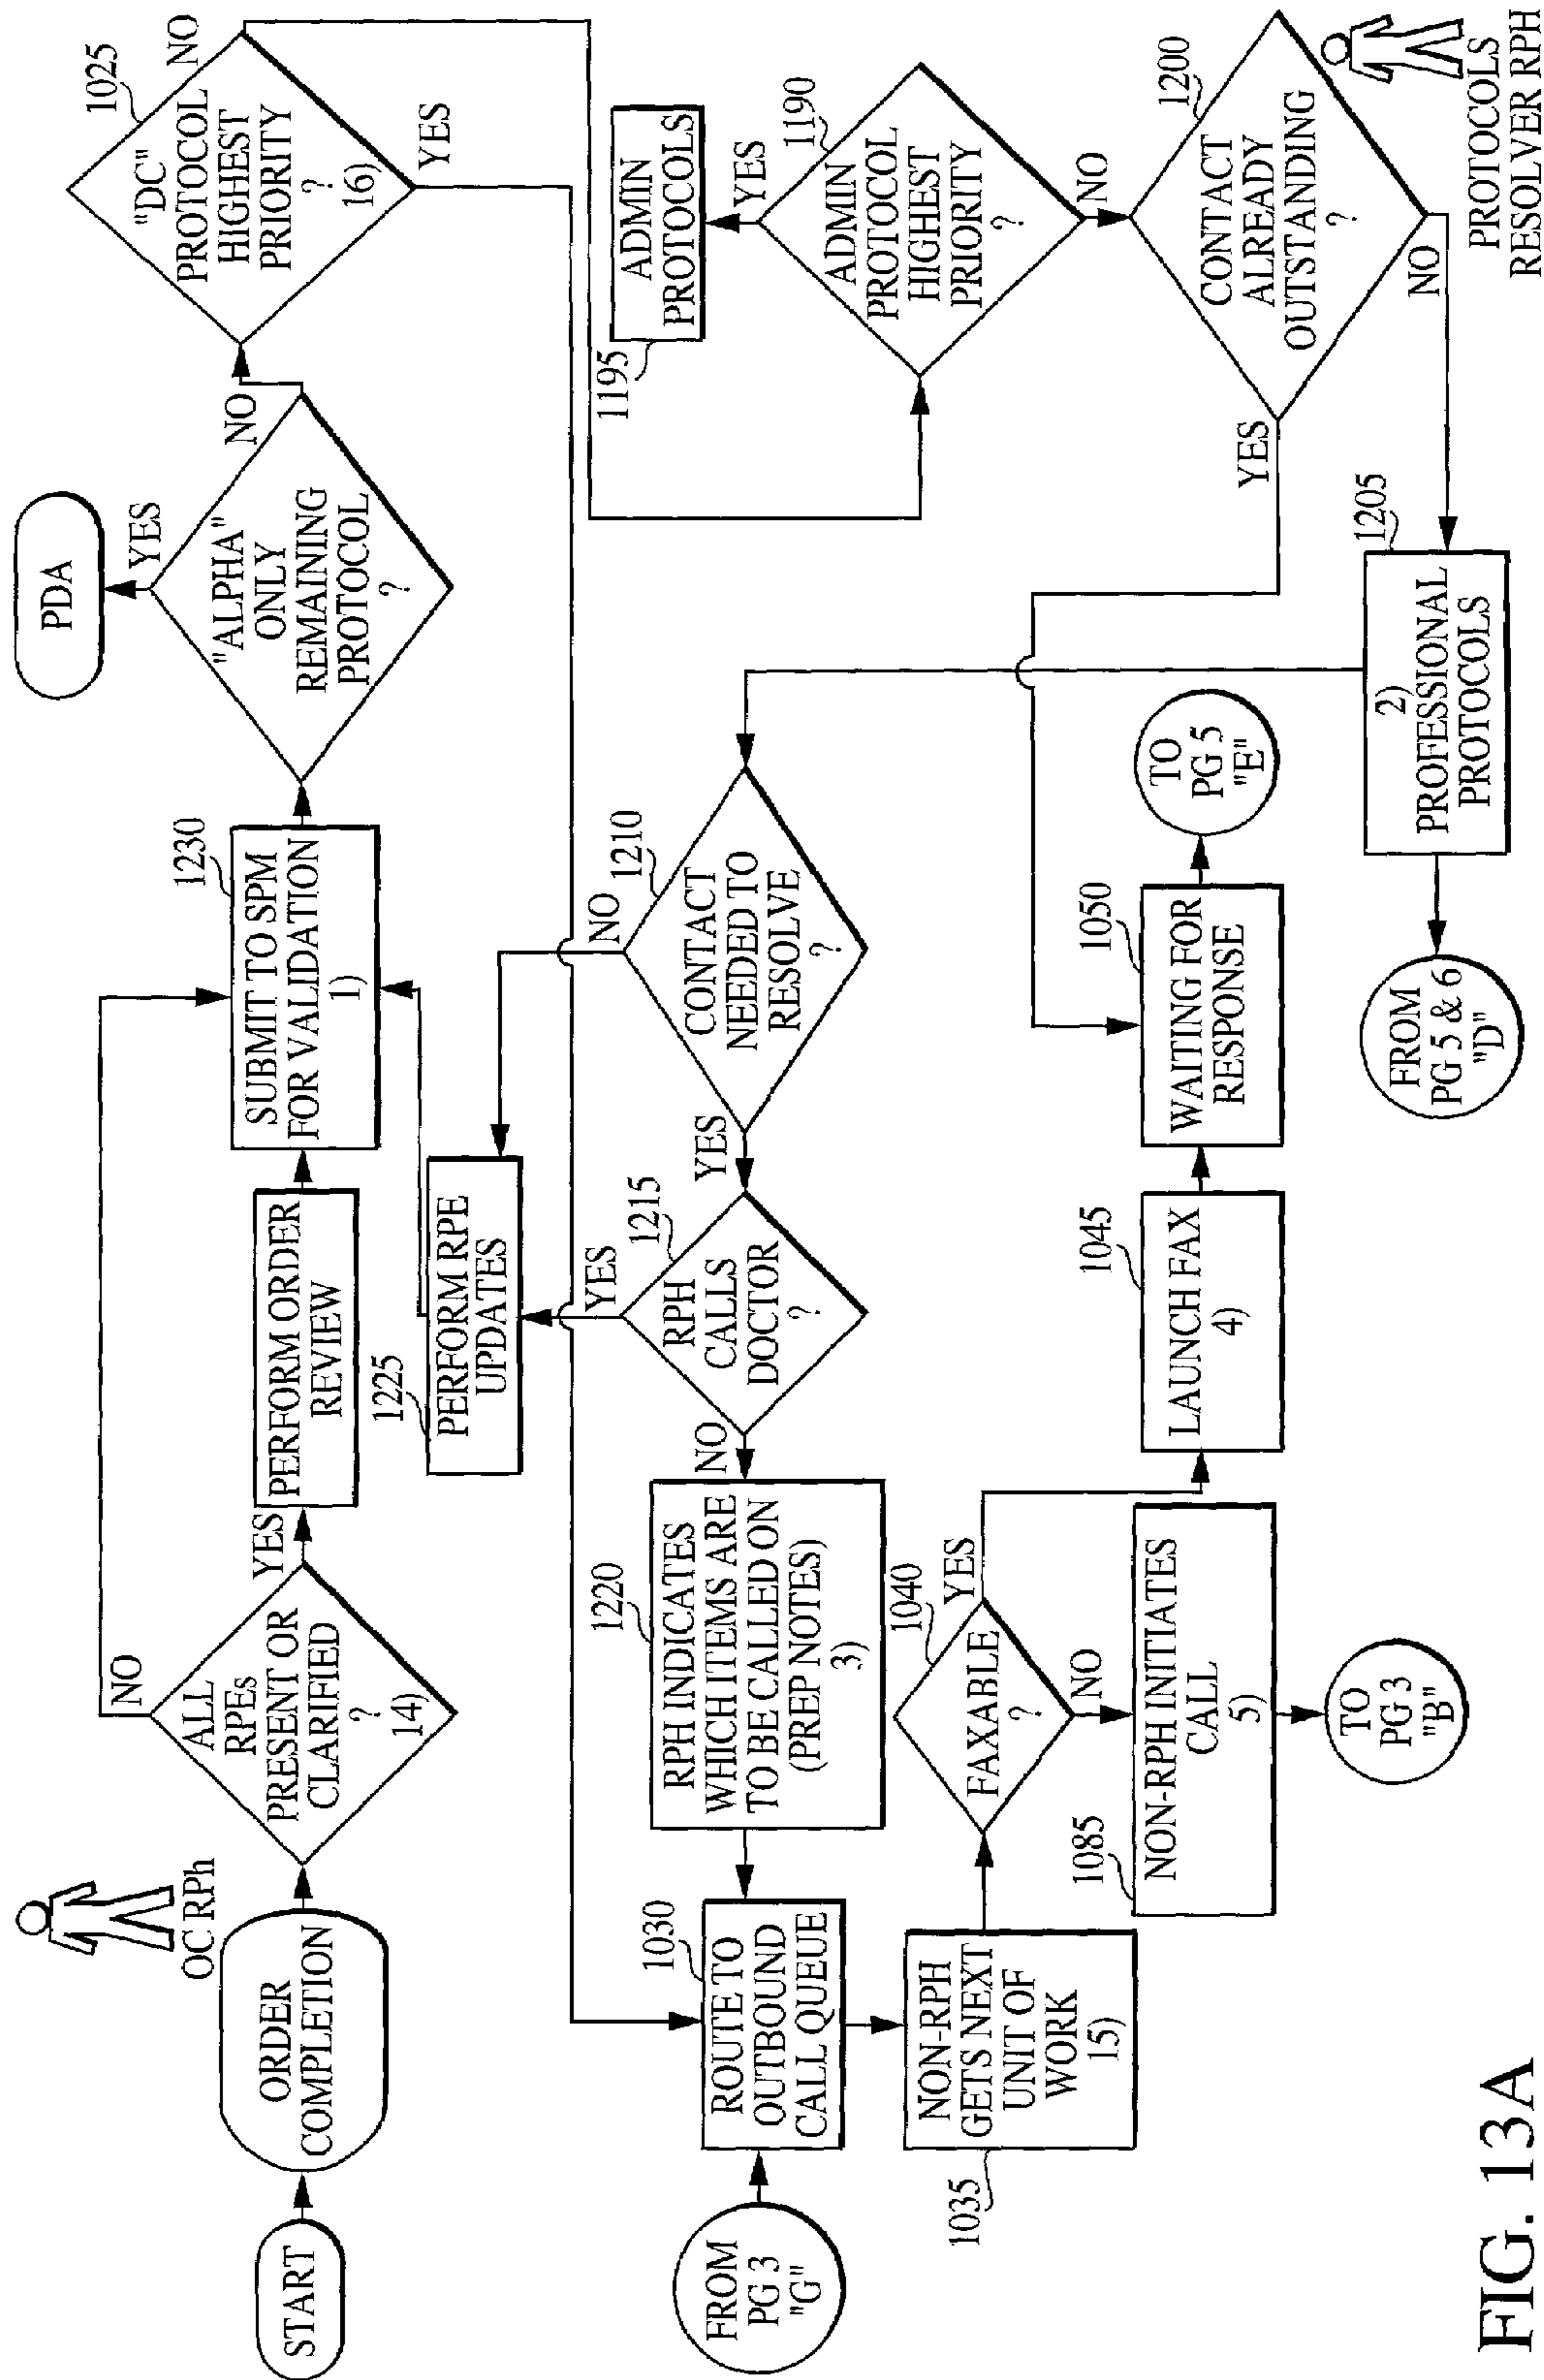 START
ORDER
COMPLETION
OC RPh
ALL
RPEs
PRESENT OR
CLARIFIED
?
14)
NO
YES
PERFORM ORDER
REVIEW
1230
SUBMIT TO SPM
FOR VALIDATION
1)
"ALPHA"
ONLY
REMAINING
PROTOCOL
?
YES
PDA
NO
1025
"DC"
PROTOCOL
HIGHEST
PRIORITY
?
16)
NO
YES
1225
PERFORM RPE
UPDATES
FROM
PG 3
"G"
1030
ROUTE TO
OUTBOUND
CALL QUEUE
1220
RPH INDICATES
WHICH ITEMS ARE
TO BE CALLED ON
(PREP NOTES)
3)
NO
1215
RPH
CALLS
DOCTOR
?
YES
YES
1210
CONTACT
NEEDED TO
RESOLVE
?
NO
1195
ADMIN
PROTOCOLS
YES
1190
ADMIN
PROTOCOL
HIGHEST
PRIORITY
?
NO
1035
NON-RPH
GETS NEXT
UNIT OF
WORK
15)
1040
FAXABLE
?
YES
NO
1085
NON-RPH INITIATES
CALL
5)
TO
PG 3
"B"
1045
LAUNCH FAX
4)
1050
WAITING FOR
RESPONSE
TO
PG 5
"E"
1200
CONTACT
ALREADY
OUTSTANDING
?
YES
NO
PROTOCOLS
RESOLVER RPH
FROM
PG 5 & 6
"D"
1205
2)
PROFESSIONAL
PROTOCOLS
FIG. 13A